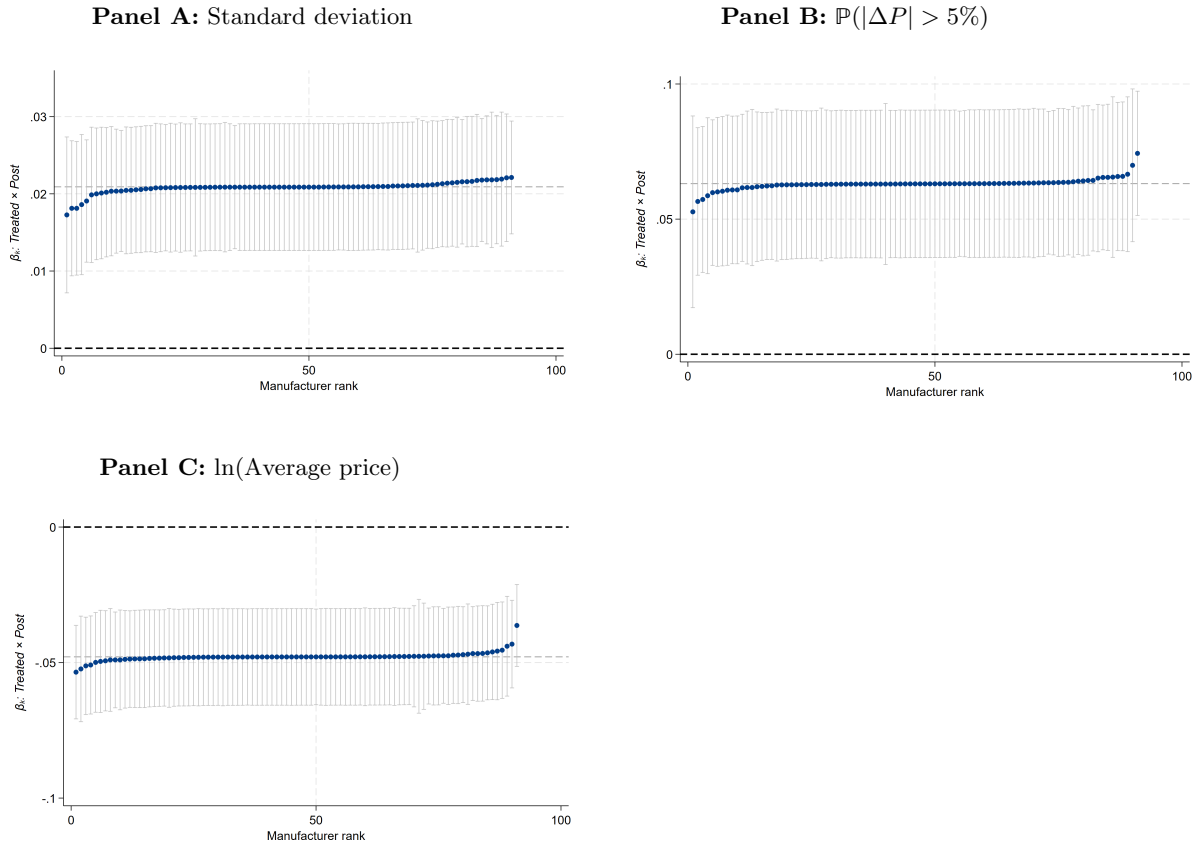 Panel A: Standard deviation
.03
.02
.01
0
βₖ: Treated × Post
0
50
100
Manufacturer rank
Panel B: ℙ(|ΔP| > 5%)
.1
.05
0
βₖ: Treated × Post
0
50
100
Manufacturer rank
Panel C: ln(Average price)
0
-.05
-.1
βₖ: Treated × Post
0
50
100
Manufacturer rank